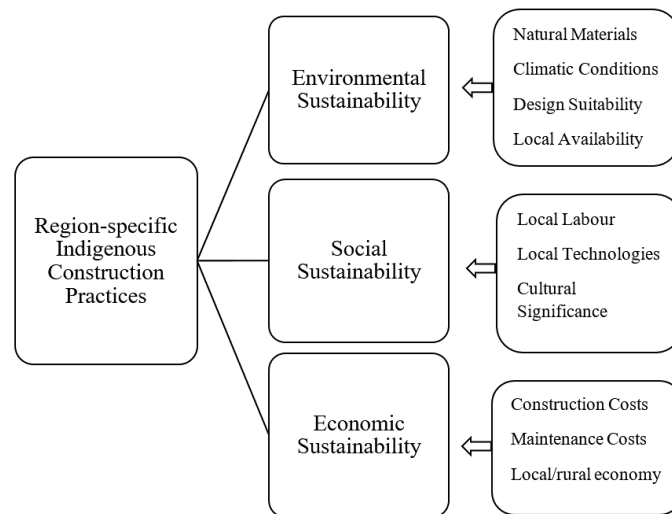 Region-specific
Indigenous
Construction
Practices
Environmental
Sustainability
Natural Materials
Climatic Conditions
Design Suitability
Local Availability
Social
Sustainability
Local Labour
Local Technologies
Cultural
Significance
Economic
Sustainability
Construction Costs
Maintenance Costs
Local/rural economy